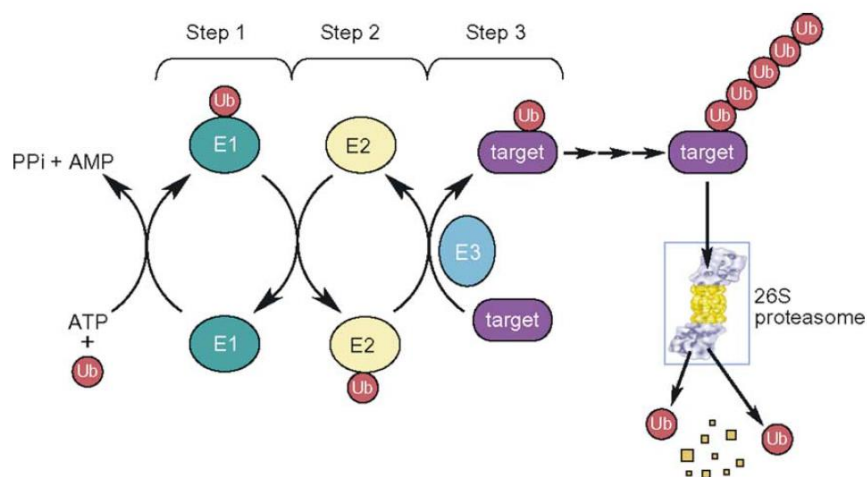 Step 1
Step 2
Step 3
Ub
Ub
Ub
Ub
Ub
Ub
Ub
E1
E2
target
target
PPi + AMP
E3
ATP
+
Ub
E1
E2
Ub
target
26S
proteasome
Ub
Ub